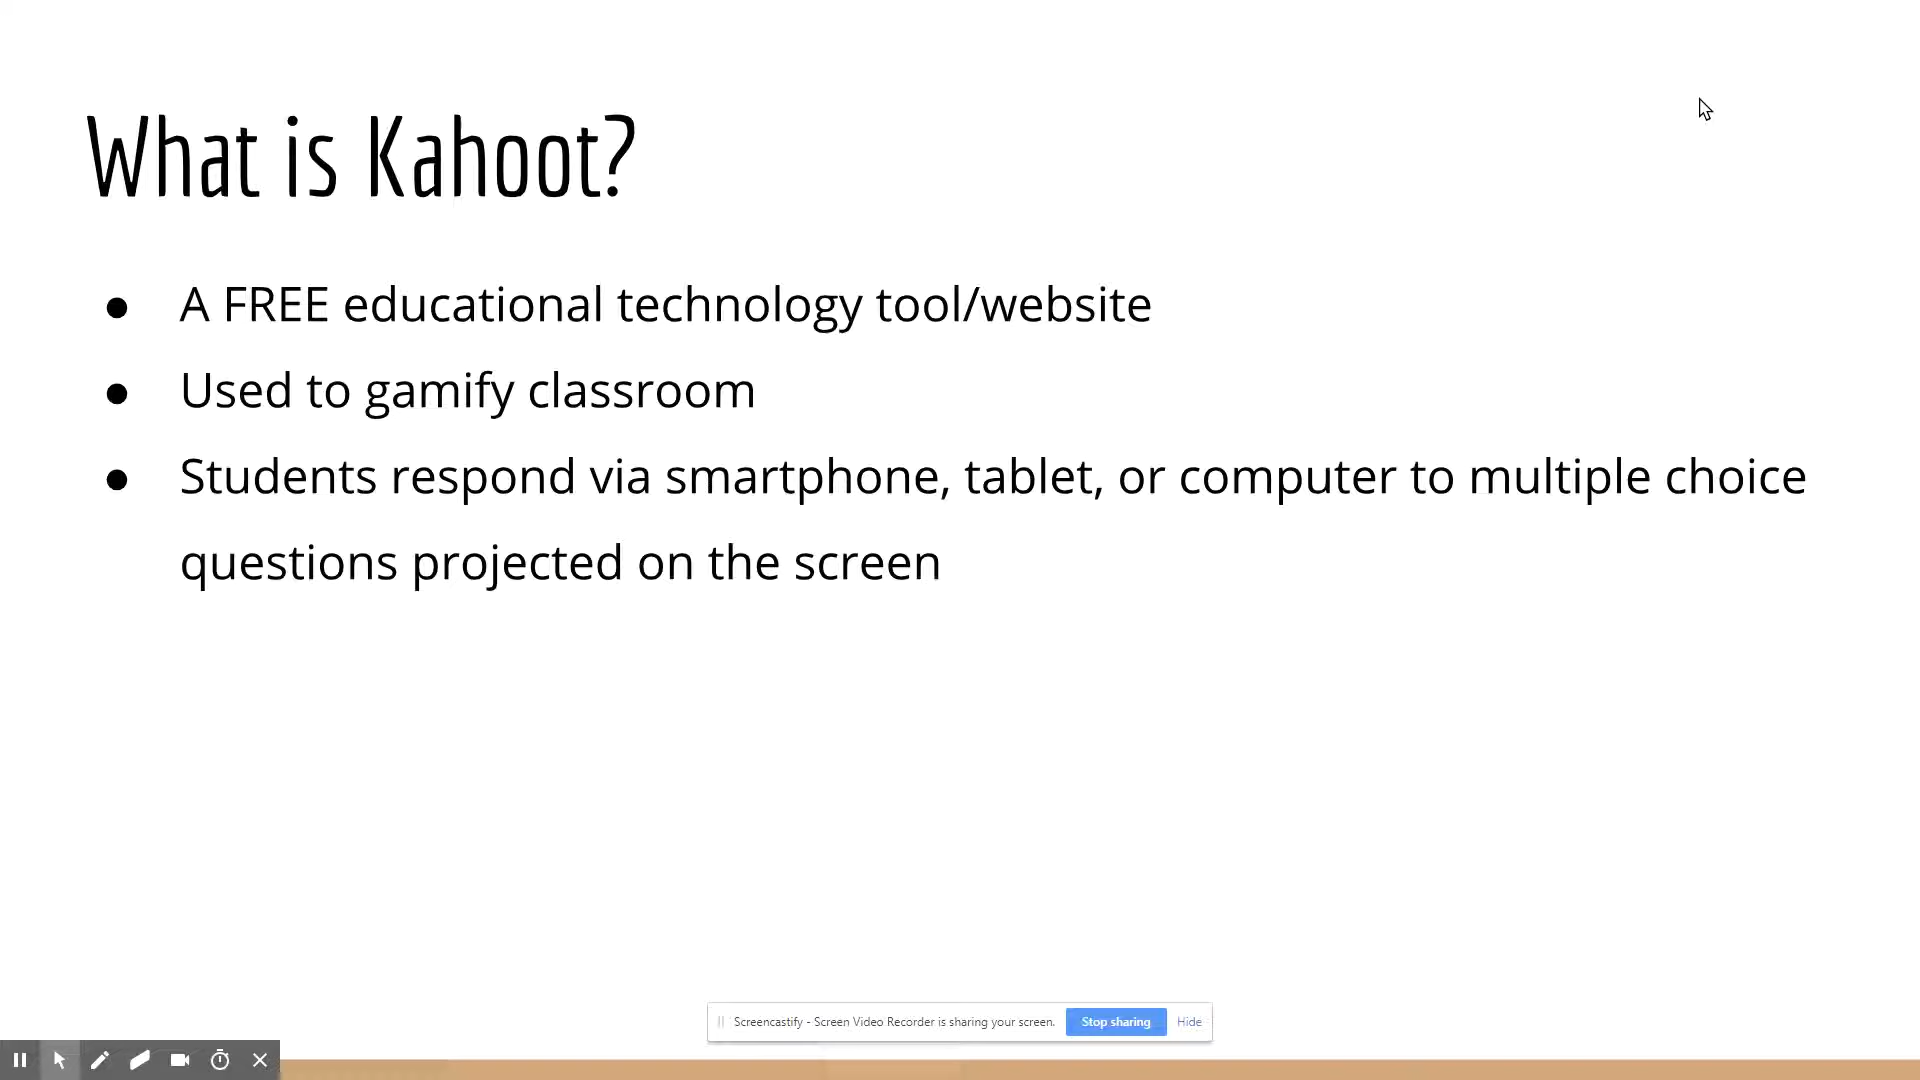 What is Kahoot?
● A FREE educational technology tool/website
● Used to gamify classroom
● Students respond via smartphone, tablet, or computer to multiple choice
questions projected on the screen
Screencastify - Screen Video Recorder is sharing your screen. Stop sharing Hide